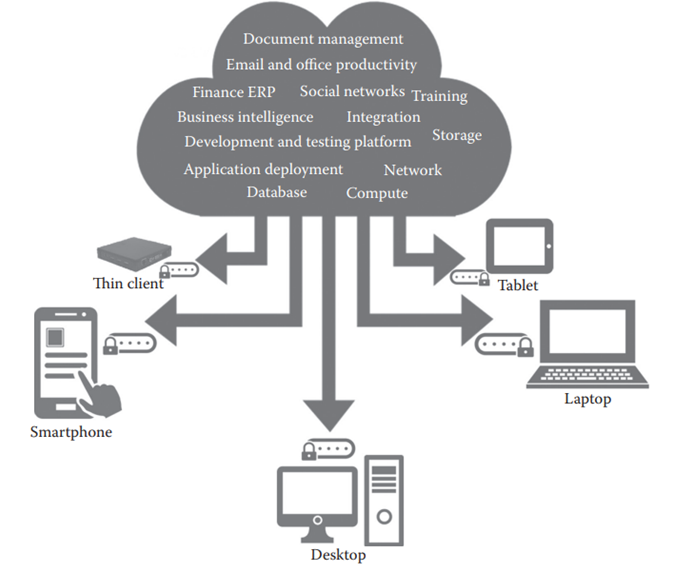 Document management
Email and office productivity
Finance ERP
Social networks
Training
Business intelligence
Integration
Development and testing platform
Storage
Application deployment
Network
Database
Compute
Thin client
Tablet
Smartphone
Laptop
Desktop